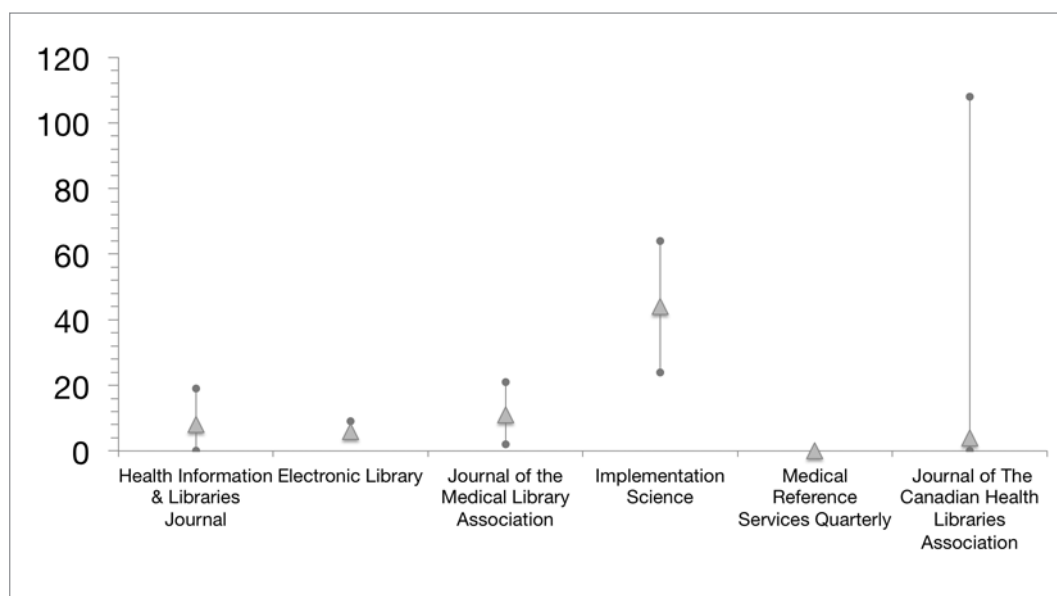 120
100
80
60
40
20
0
Health Information
& Libraries
Journal
Electronic Library
Journal of the
Medical Library
Association
Implementation
Science
Medical
Reference
Services Quarterly
Journal of The
Canadian Health
Libraries
Association